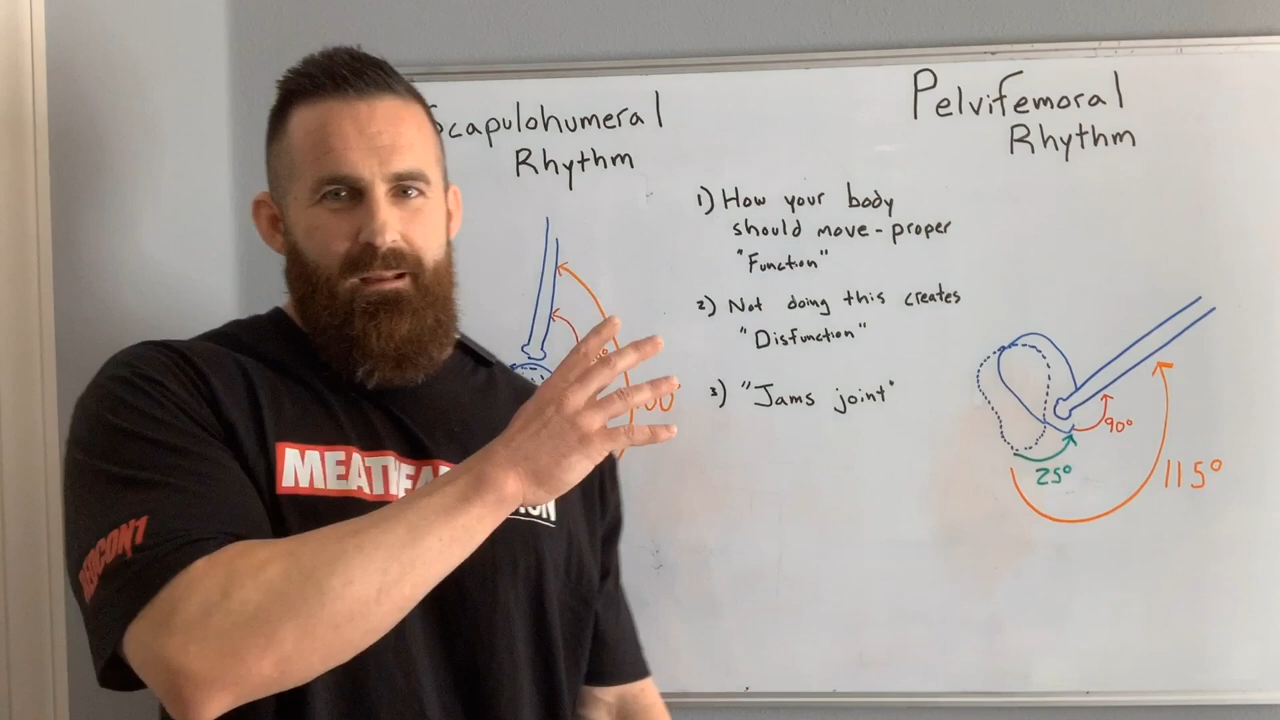 Scapulohumeral
Rhythm
Pelvifemoral
Rhythm
1) How your body
should move - proper
"Function"
2) Not doing this creates
"Disfunction"
3) "Jams joint"
90°
25°
115°
REDCON1